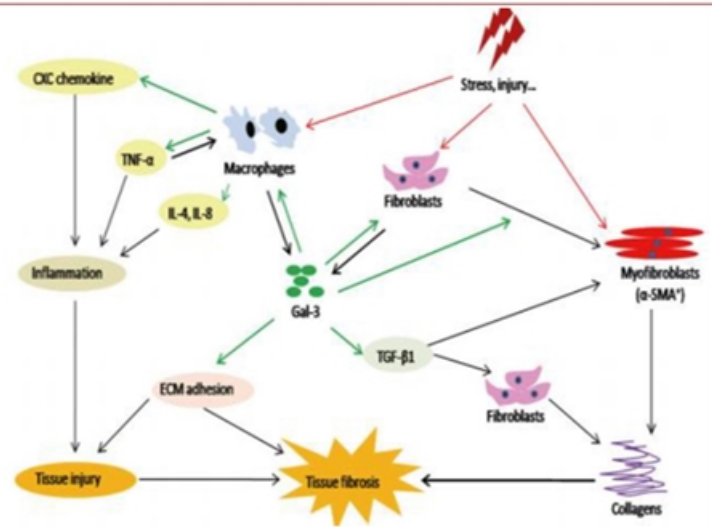 Stress, injury...
CXC chemokine
TNF-α
Macrophages
IL-4, IL-8
Fibroblasts
Inflammation
Myofibroblasts
(α-SMA⁺)
Gal-3
TGF-β1
ECM adhesion
Fibroblasts
Tissue injury
Tissue fibrosis
Collagens